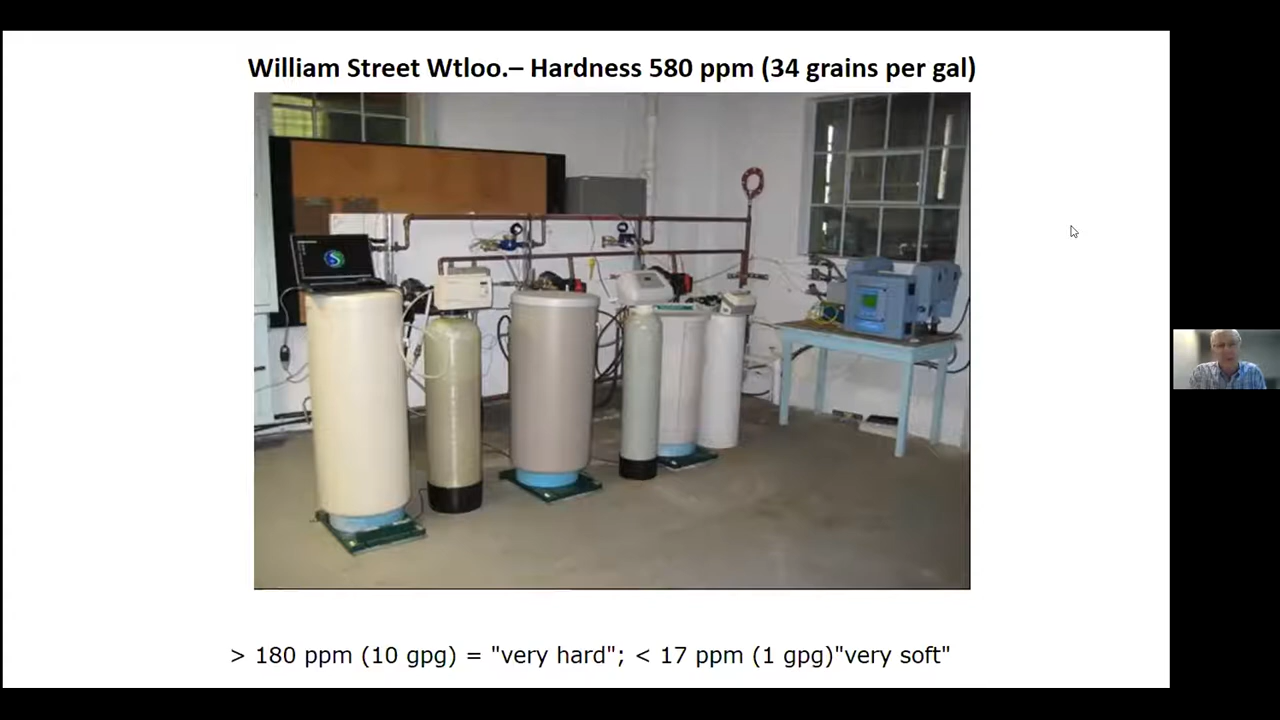 William Street Wtloo.– Hardness 580 ppm (34 grains per gal)
> 180 ppm (10 gpg) = "very hard"; < 17 ppm (1 gpg)"very soft"